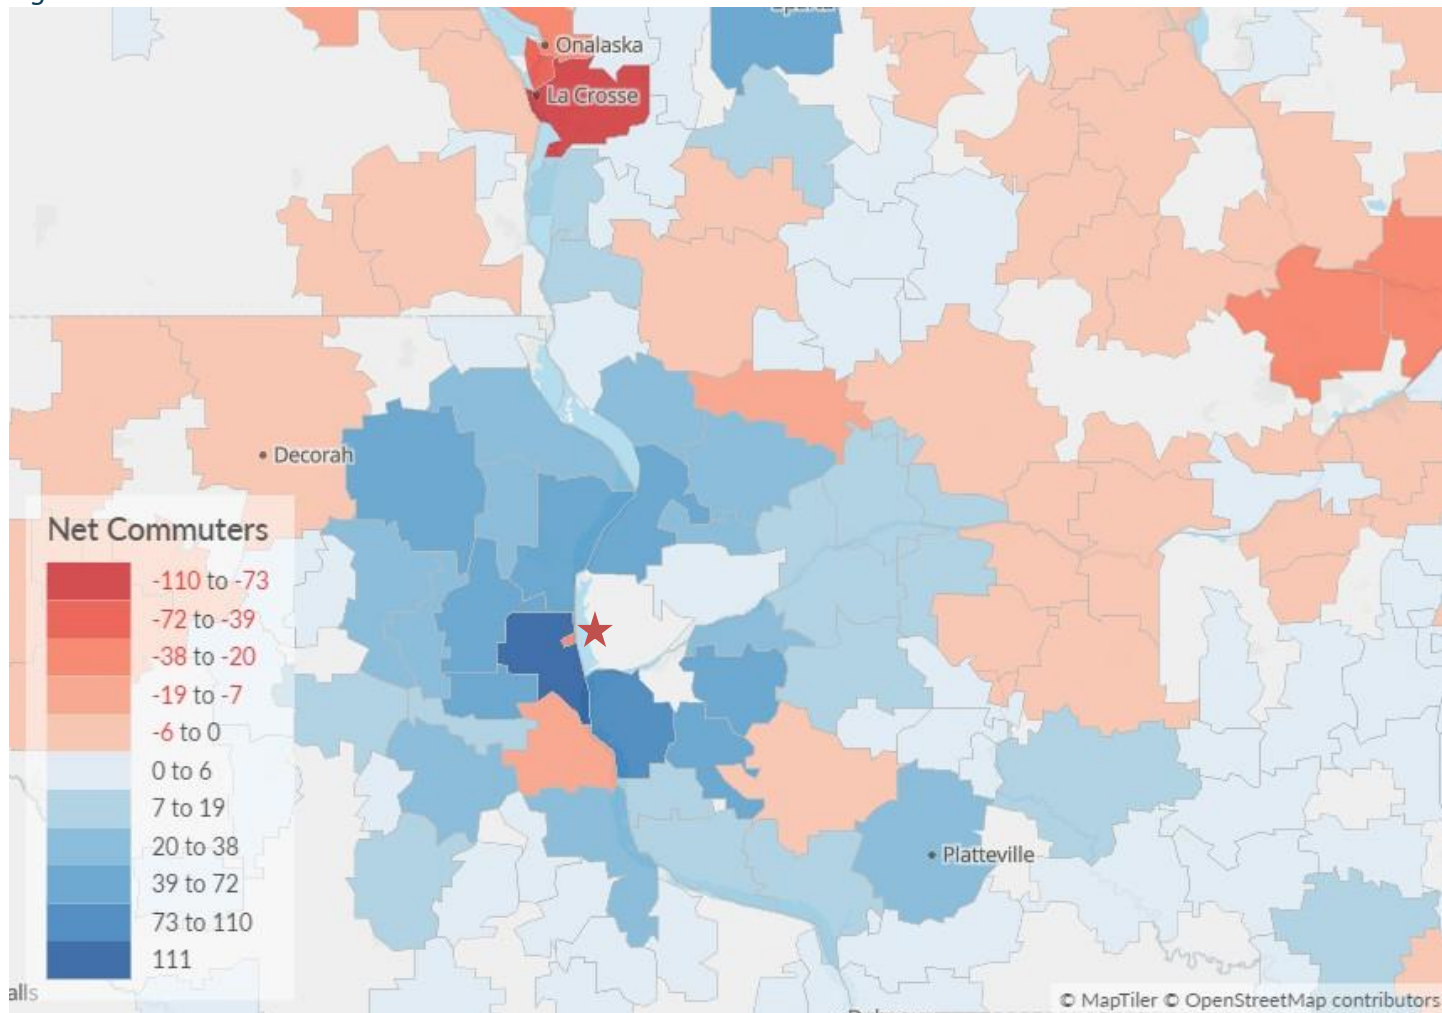 Onalaska
La Crosse
Decorah
Net Commuters
-110 to -73
-72 to -39
-38 to -20
-19 to -7
-6 to 0
0 to 6
7 to 19
20 to 38
39 to 72
73 to 110
111
Platteville
alls
© MapTiler © OpenStreetMap contributors